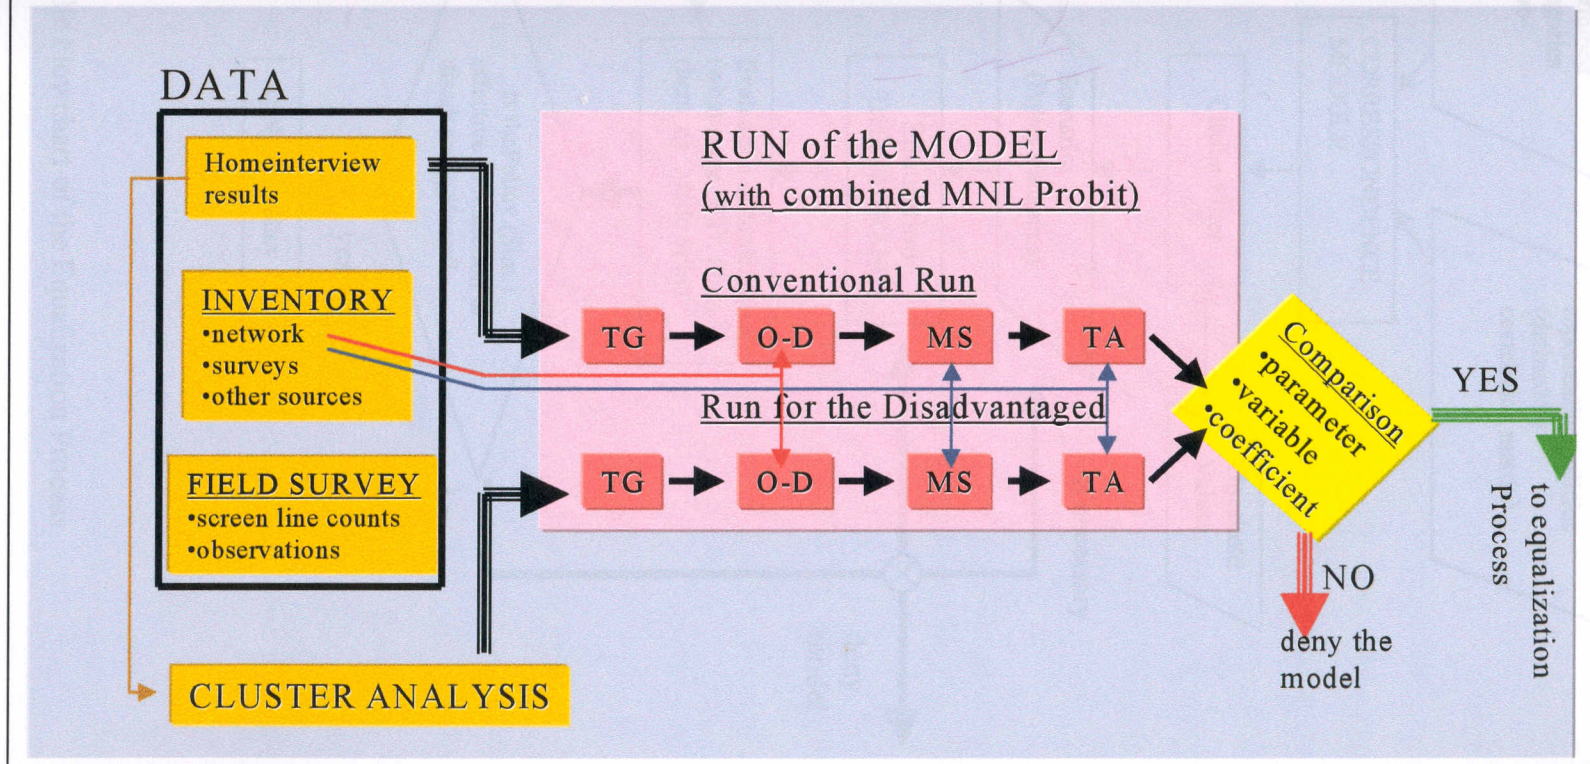 DATA
Homeinterview
results
INVENTORY
•network
•surveys
•other sources
FIELD SURVEY
•screen line counts
•observations
CLUSTER ANALYSIS
RUN of the MODEL
(with combined MNL Probit)
Conventional Run
TG O-D MS TA
Run for the Disadvantaged
TG O-D MS TA
Comparison
•parameter
•variable
•coefficient
YES
to equalization
Process
NO
deny the
model